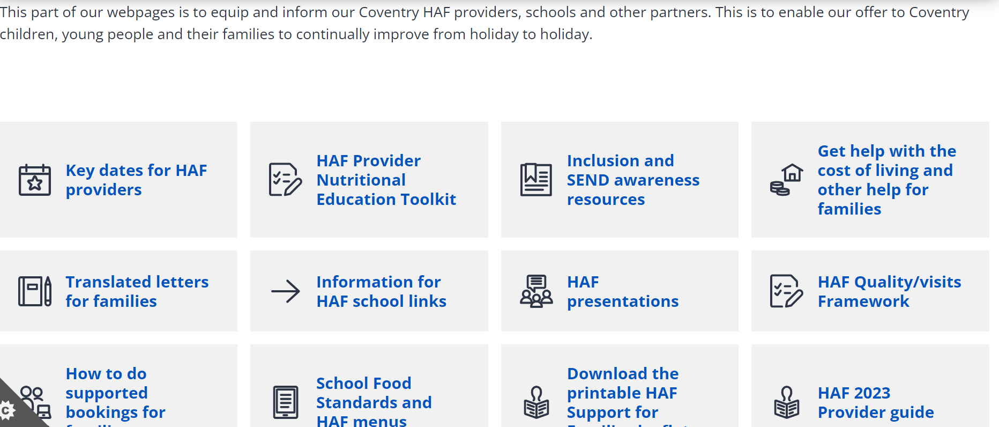 This part of our webpages is to equip and inform our Coventry HAF providers, schools and other partners. This is to enable our offer to Coventry
children, young people and their families to continually improve from holiday to holiday.
Key dates for HAF
providers
HAF Provider
Nutritional
Education Toolkit
Inclusion and
SEND awareness
resources
Get help with the
cost of living and
other help for
families
Translated letters
for families
Information for
HAF school links
HAF
presentations
HAF Quality/visits
Framework
How to do
supported
bookings for
School Food
Standards and
HAF menus
Download the
printable HAF
Support for
HAF 2023
Provider guide
C